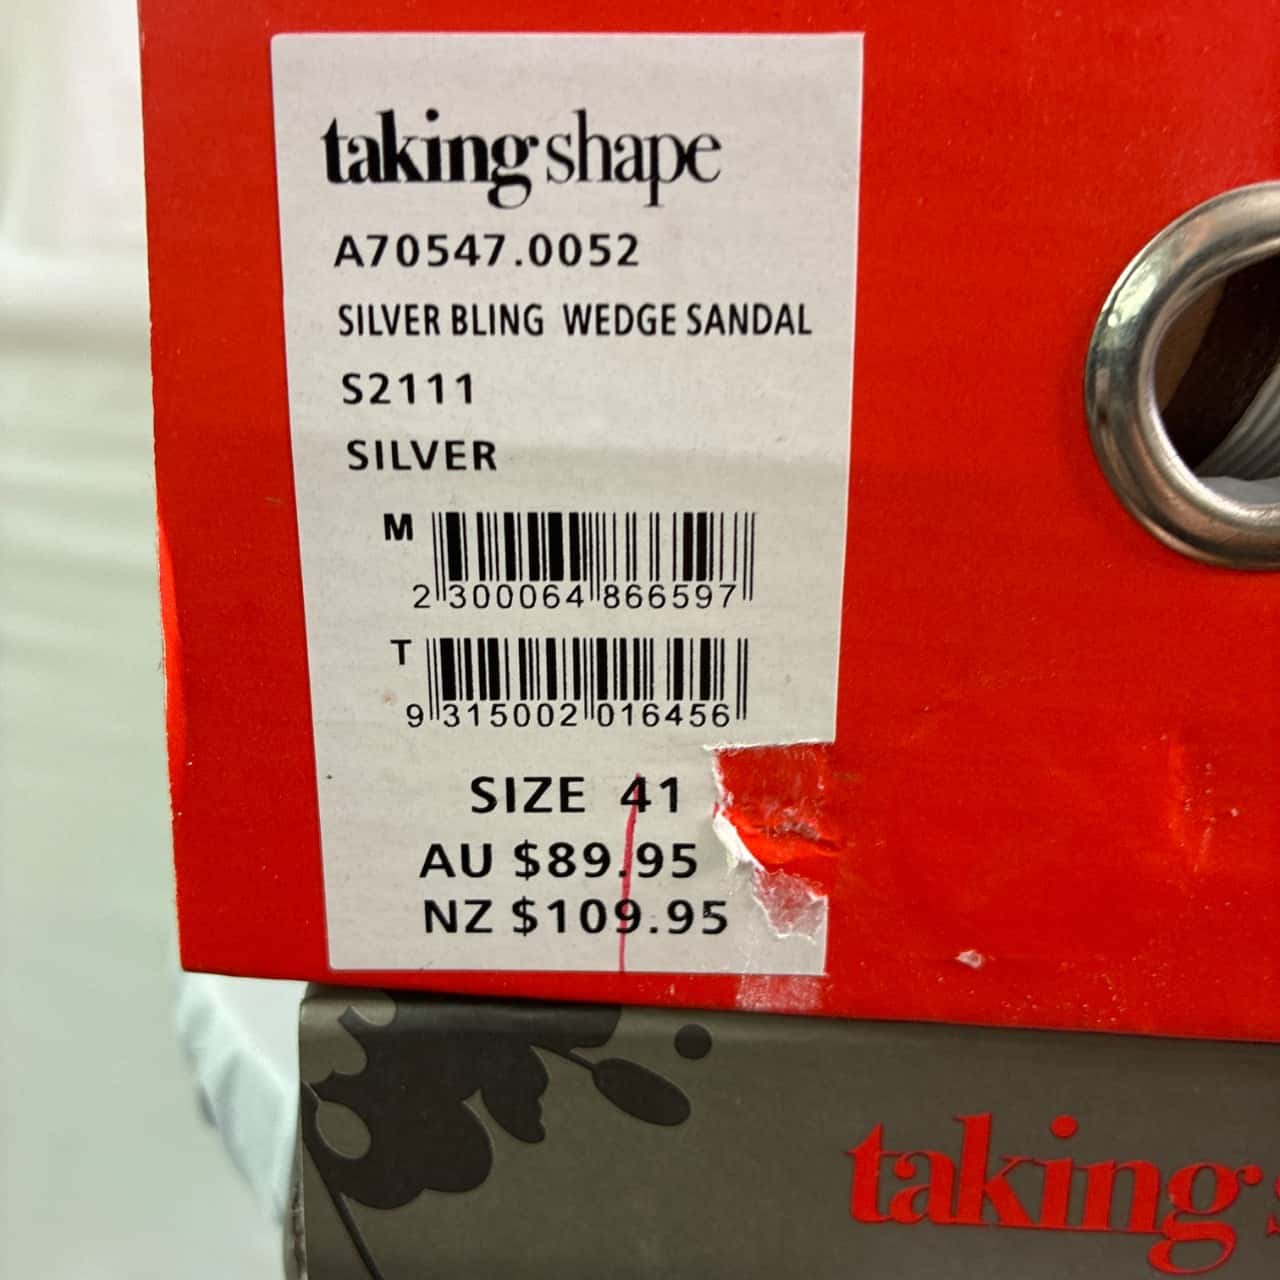 taking shape
A70547.0052
SILVER BLING WEDGE SANDAL
S2111
SILVER
M
2 300064 866597
T
9 315002 016456
SIZE 41
AU $89.95
NZ $109.95
taking